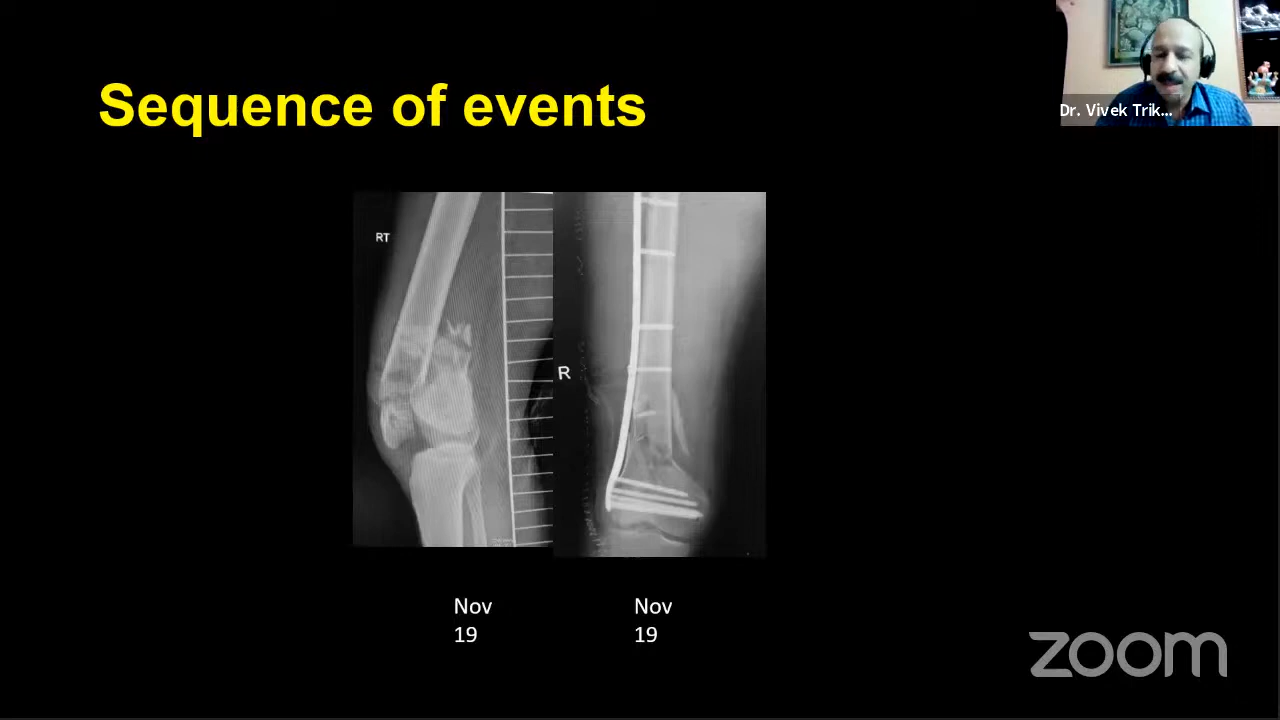 Sequence of events
Dr. Vivek Trik...
RT
R
Nov
19
Nov
19
zoom